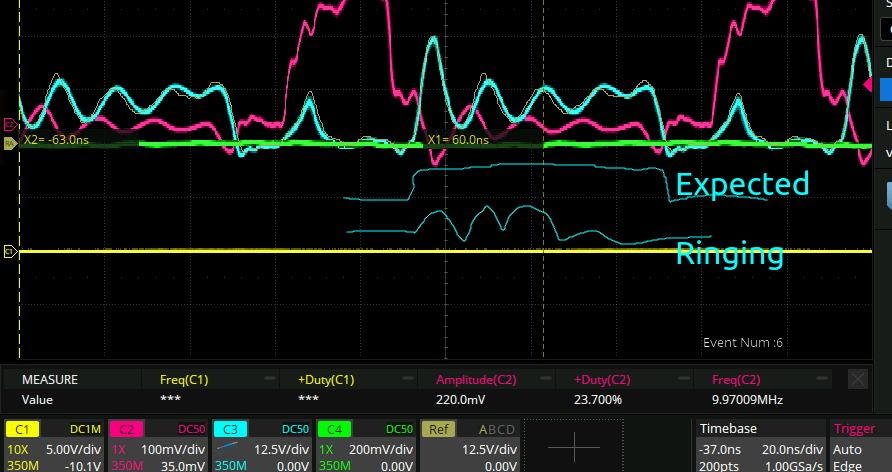 S
D
C2
RA
X2= -63.0ns
X1= 60.0ns
L
v
Expected
C1
Ringing
Event Num :6
MEASURE Freq(C1) +Duty(C1) Amplitude(C2) +Duty(C2) Freq(C2)
Value *** *** 220.0mV 23.700% 9.97009MHz
C1 DC1M C2 DC50 C3 DC50 C4 DC50 Ref ABCD Timebase Trigger
10X 5.00V/div 1X 100mV/div 12.5V/div 1X 200mV/div 12.5V/div -37.0ns 20.0ns/div Auto
350M -10.1V 350M 35.0mV 350M 0.00V 350M 0.00V 0.00V 200pts 1.00GSa/s Edge